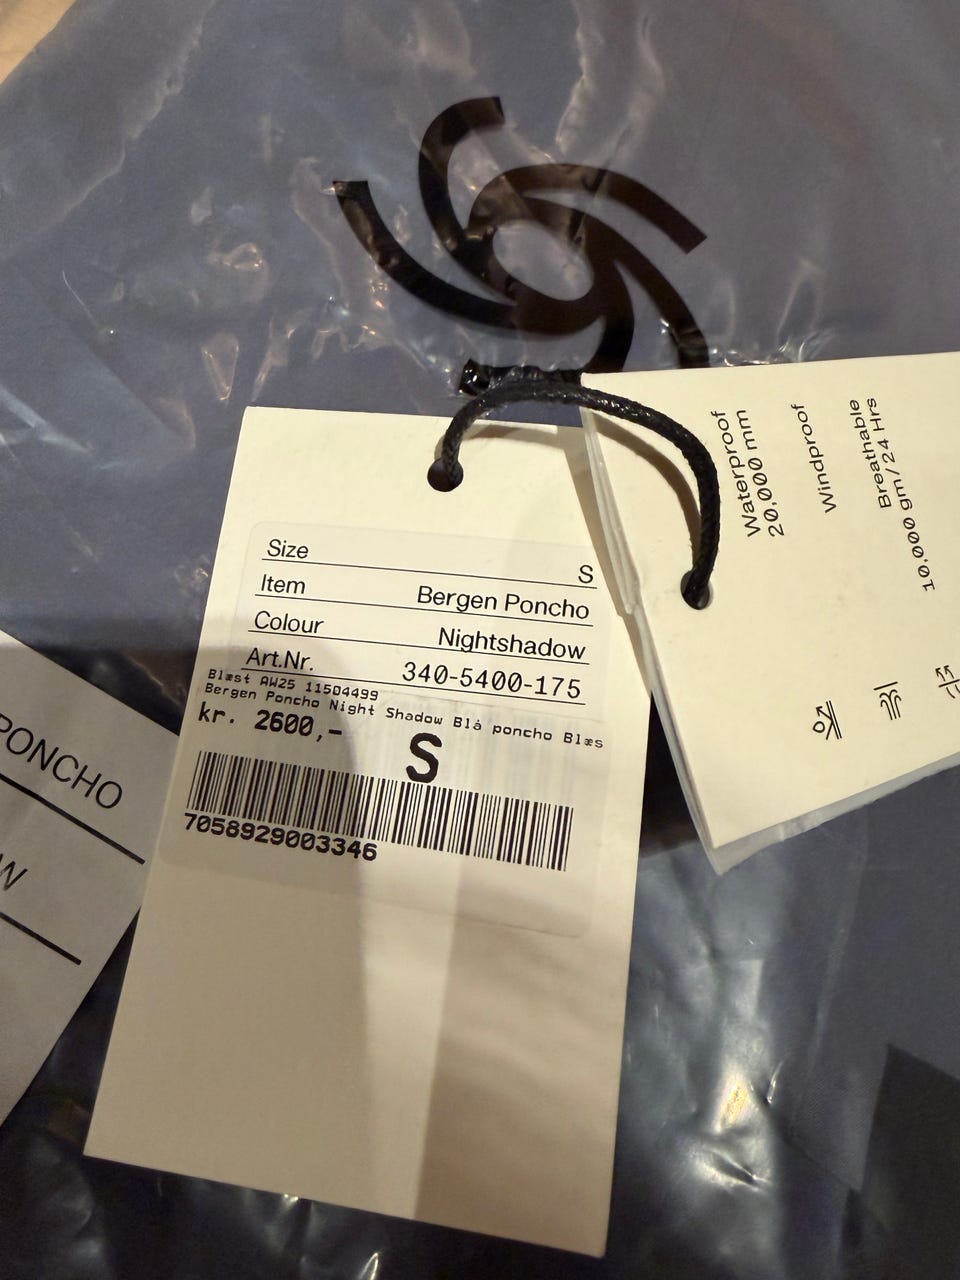 Size S
Item Bergen Poncho
Colour Nightshadow
Art.Nr. 340-5400-175
Blæst AW25 11504499
Bergen Poncho Night Shadow Blå poncho Blæs
kr. 2600,-
S
7058929003346
Waterproof
20,000 mm
Windproof
Breathable
10,000 gm/24 Hrs
PONCHO
W